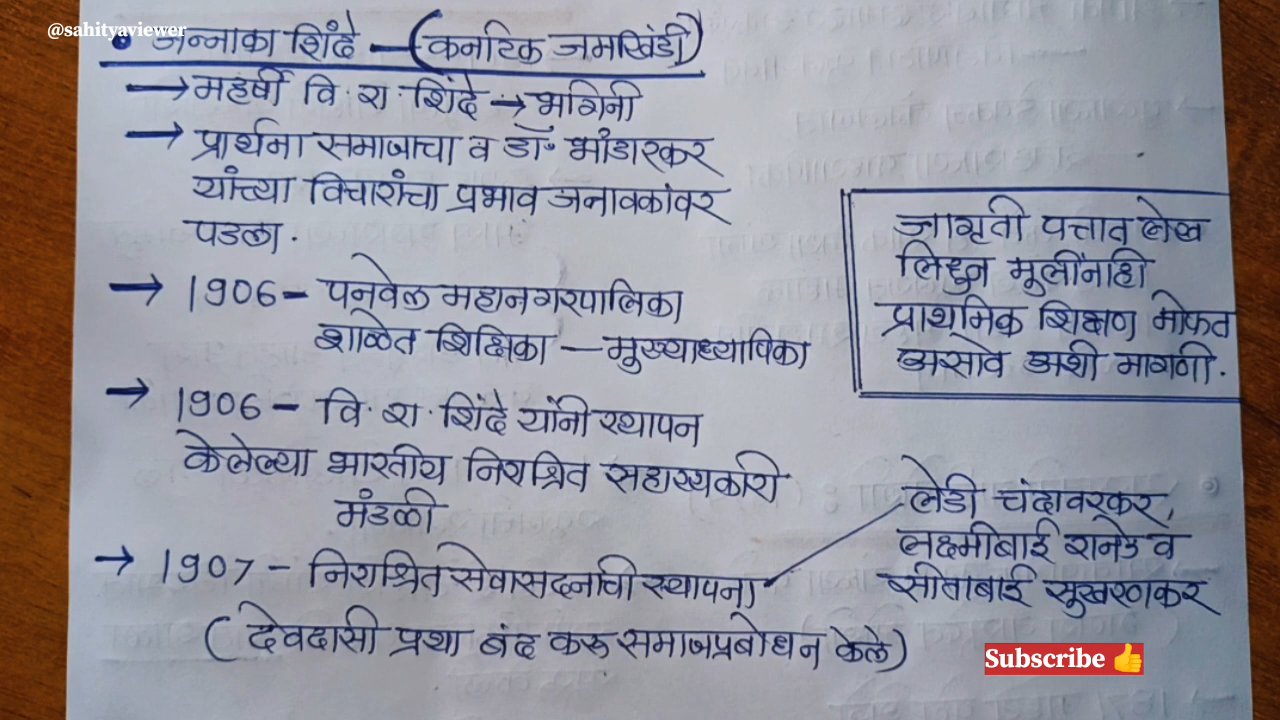 @sahityaviewer
• जनाक्का शिंदे — (कर्नाटक जमखिंडी)
→ महर्षी वि. रा. शिंदे → भगिनी
→ प्रार्थना समाजाचा व डॉ. भांडारकर
यांच्या विचारांचा प्रभाव जनाक्कांवर
पडला.
→ 1906 - पनवेल महानगरपालिका
शाळेत शिक्षिका — मुख्याध्यापिका
→ 1906 - वि. रा. शिंदे यांनी स्थापन
केलेल्या भारतीय निराश्रित सहाय्यकारी
मंडळी
→ 1907 - निराश्रित सेवासदनाची स्थापना
(देवदासी प्रथा बंद करू समाजप्रबोधन केले)
जागृती पत्तात लेख
लिहून मुलींनाही
प्राथमिक शिक्षण मोफत
असावे अशी मागणी.
लेडी चंदावरकर,
लक्ष्मीबाई रानडे व
सीताबाई सुखरणकर
Subscribe 👍